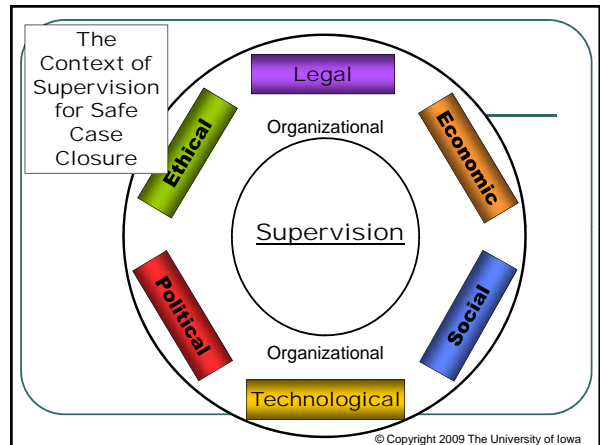 The
Context of
Supervision
for Safe
Case
Closure
Legal
Organizational
Ethical
Economic
Supervision
Political
Social
Organizational
Technological
© Copyright 2009 The University of Iowa